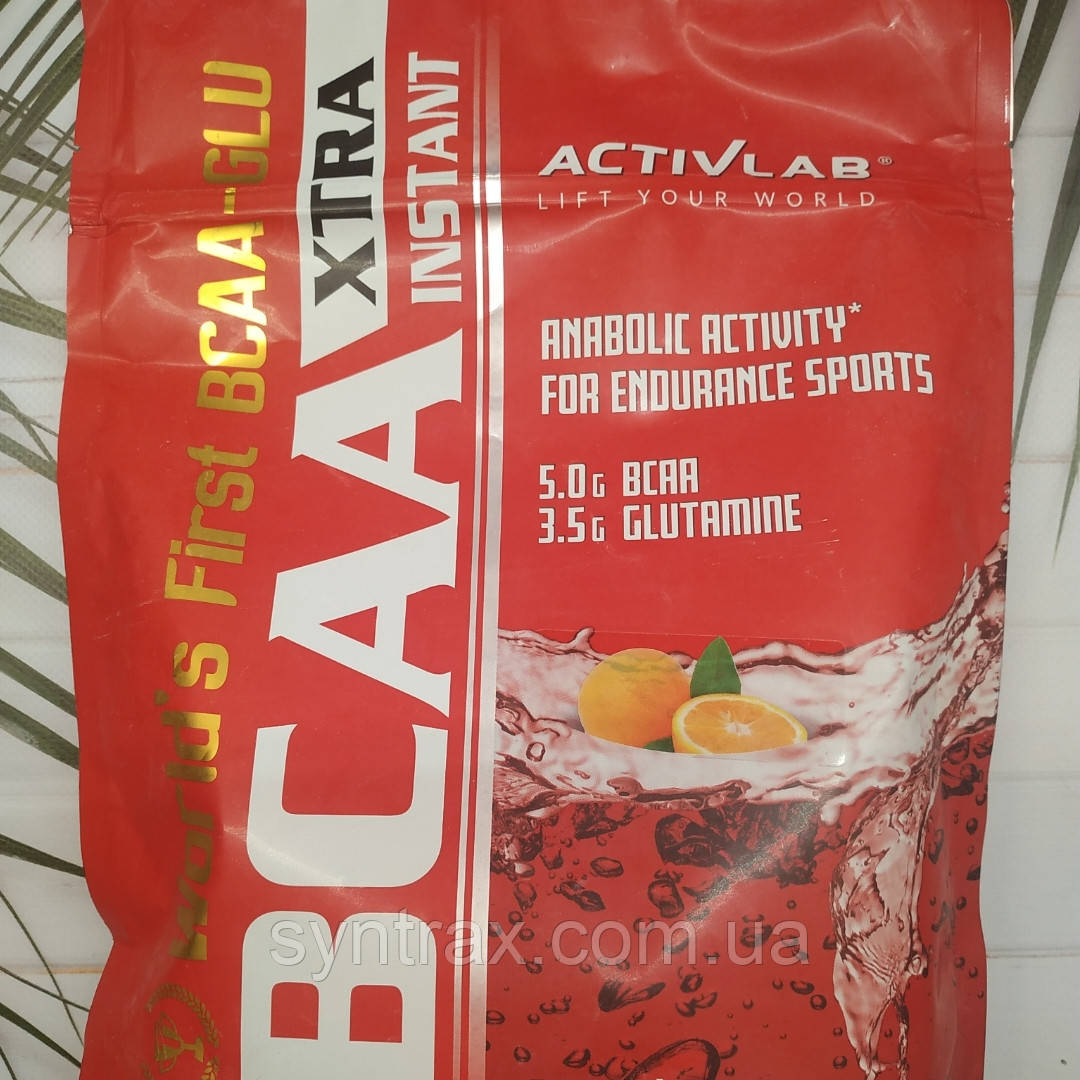 World's First BCAA-GLU
BCAA XTRA
INSTANT
ACTIVLAB®
LIFT YOUR WORLD
ANABOLIC ACTIVITY*
FOR ENDURANCE SPORTS
5.0G BCAA
3.5G GLUTAMINE
syntrax.com.ua